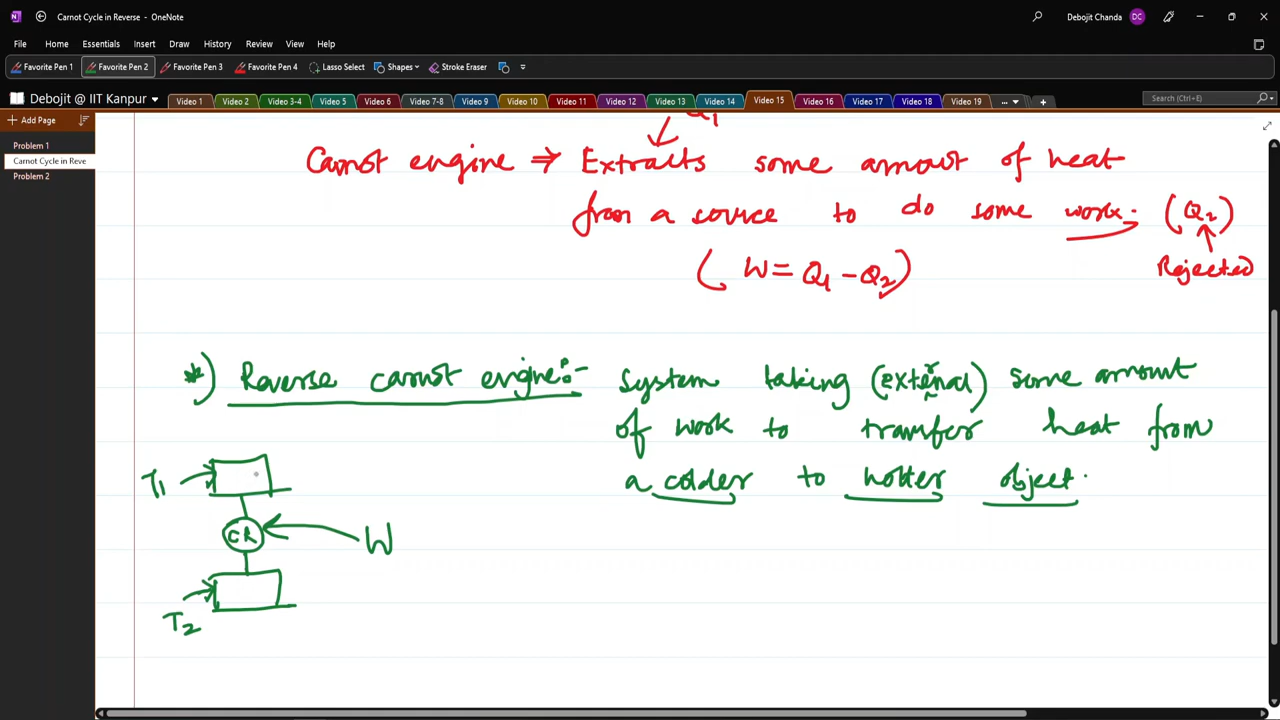 Carnot Cycle in Reverse - OneNote
Debojit Chanda DC
File Home Essentials Insert Draw History Review View Help
Favorite Pen 1 Favorite Pen 2 Favorite Pen 3 Favorite Pen 4 Lasso Select Shapes Stroke Eraser
Debojit @ IIT Kanpur Video 1 Video 2 Video 3-4 Video 5 Video 6 Video 7-8 Video 9 Video 10 Video 11 Video 12 Video 13 Video 14 Video 15 Video 16 Video 17 Video 18 Video 19 ... Search (Ctrl+E)
Add Page
Problem 1
Carnot Cycle in Reve
Problem 2
Q1
Carnot engine ⇒ Extracts some amount of heat
from a source to do some work. (Q2)
Rejected
(W = Q1 - Q2)
*) Reverse carnot engine:- System taking (external) some amount
of work to transfer heat from
a colder to hotter object.
T1
CR
W
T2